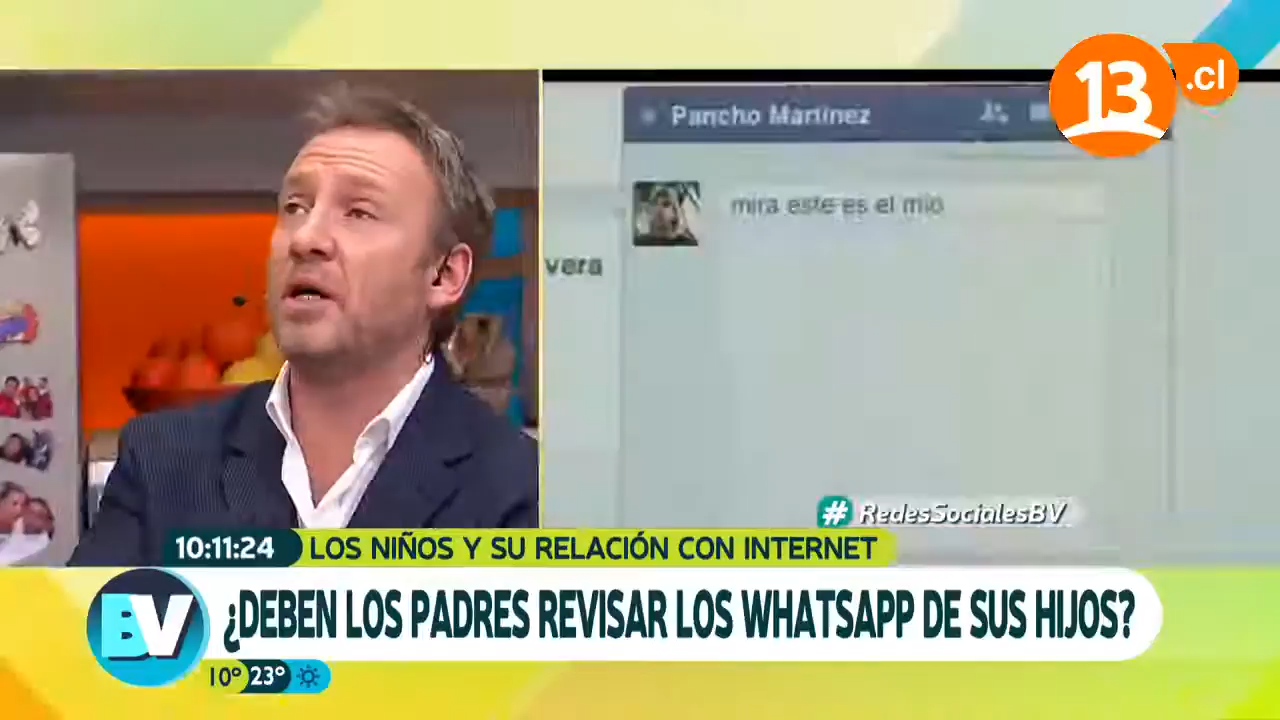 13.cl
Pancho Martinez
mira este es el mio
vera
# RedesSocialesBV
10:11:24 LOS NIÑOS Y SU RELACIÓN CON INTERNET
BV ¿DEBEN LOS PADRES REVISAR LOS WHATSAPP DE SUS HIJOS?
10° 23°